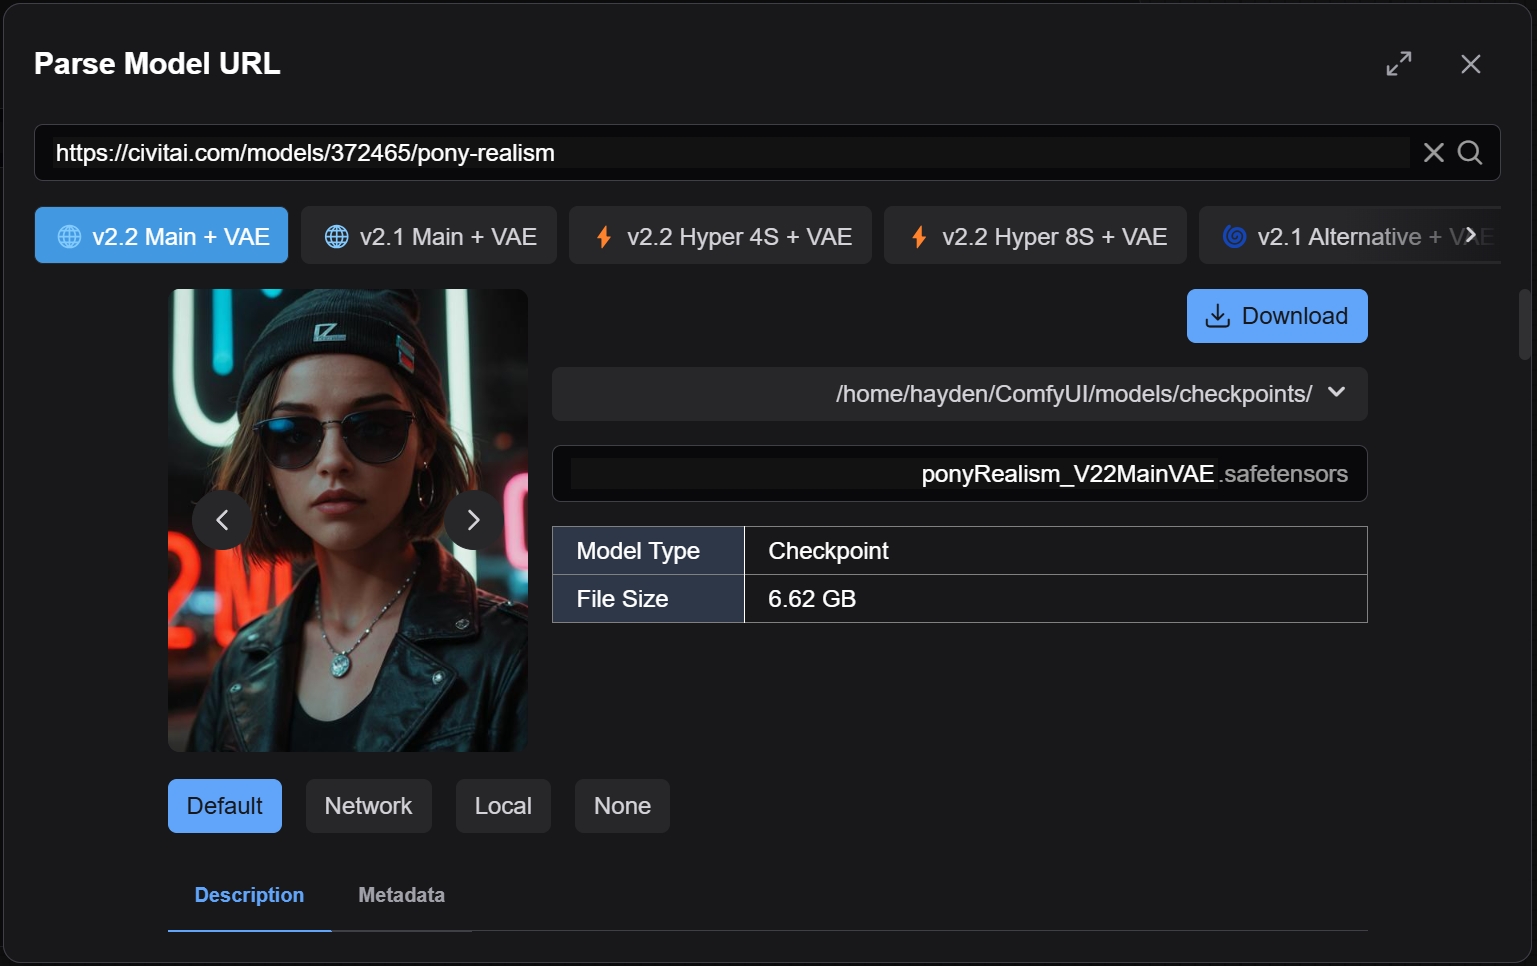 Parse Model URL
https://civitai.com/models/372465/pony-realism
v2.2 Main + VAE
v2.1 Main + VAE
v2.2 Hyper 4S + VAE
v2.2 Hyper 8S + VAE
v2.1 Alternative + VAE
Download
/home/hayden/ComfyUI/models/checkpoints/
ponyRealism_V22MainVAE.safetensors
Model Type Checkpoint
File Size 6.62 GB
Default
Network
Local
None
Description
Metadata